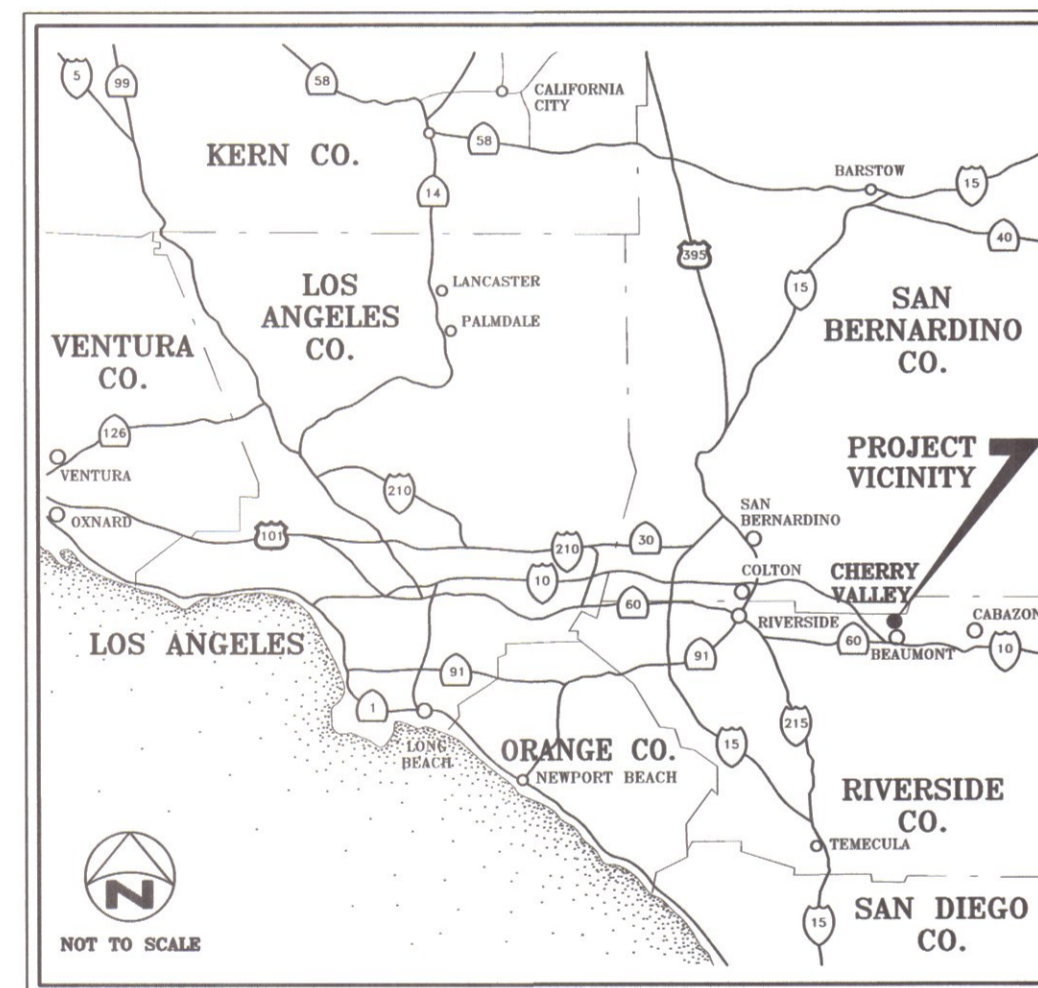 5
99
58
CALIFORNIA
CITY
KERN CO.
58
14
BARSTOW
15
40
395
LOS
ANGELES
CO.
LANCASTER
PALMDALE
15
SAN
BERNARDINO
CO.
VENTURA
CO.
126
VENTURA
OXNARD
210
101
PROJECT
VICINITY
SAN
BERNARDINO
210
30
10
COLTON
CHERRY
VALLEY
60
RIVERSIDE
CABAZON
60
BEAUMONT
10
LOS ANGELES
91
91
1
LONG
BEACH
ORANGE CO.
NEWPORT BEACH
15
215
RIVERSIDE
CO.
TEMECULA
N
NOT TO SCALE
15
SAN DIEGO
CO.